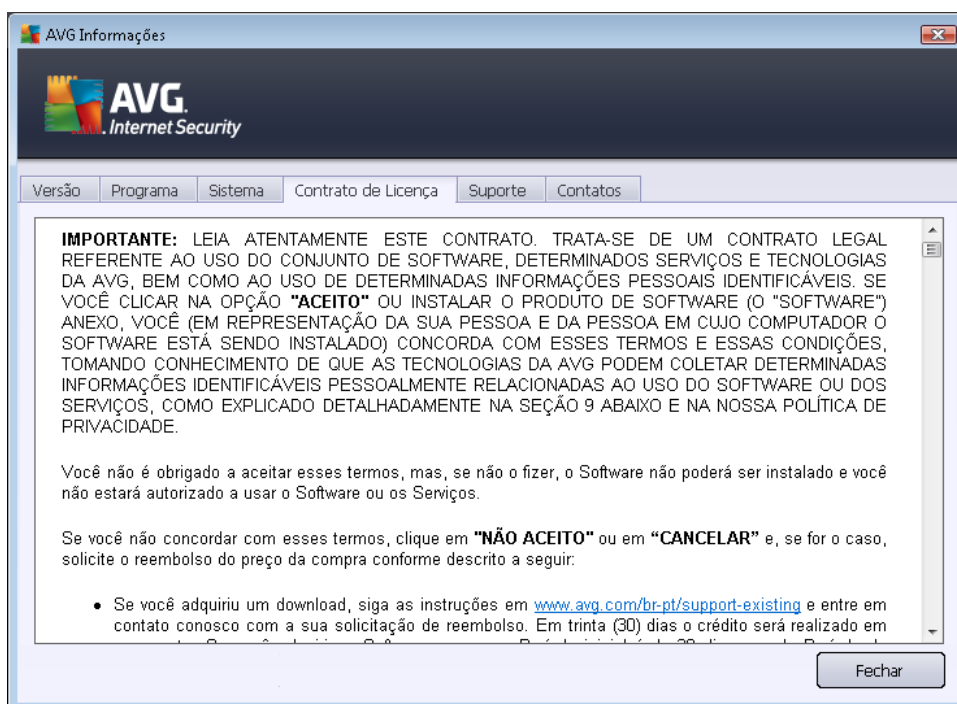 AVG Informações
AVG.
Internet Security
Versão Programa Sistema Contrato de Licença Suporte Contatos
IMPORTANTE: LEIA ATENTAMENTE ESTE CONTRATO. TRATA-SE DE UM CONTRATO LEGAL
REFERENTE AO USO DO CONJUNTO DE SOFTWARE, DETERMINADOS SERVIÇOS E TECNOLOGIAS
DA AVG, BEM COMO AO USO DE DETERMINADAS INFORMAÇÕES PESSOAIS IDENTIFICÁVEIS. SE
VOCÊ CLICAR NA OPÇÃO "ACEITO" OU INSTALAR O PRODUTO DE SOFTWARE (O "SOFTWARE")
ANEXO, VOCÊ (EM REPRESENTAÇÃO DA SUA PESSOA E DA PESSOA EM CUJO COMPUTADOR O
SOFTWARE ESTÁ SENDO INSTALADO) CONCORDA COM ESSES TERMOS E ESSAS CONDIÇÕES,
TOMANDO CONHECIMENTO DE QUE AS TECNOLOGIAS DA AVG PODEM COLETAR DETERMINADAS
INFORMAÇÕES IDENTIFICÁVEIS PESSOALMENTE RELACIONADAS AO USO DO SOFTWARE OU DOS
SERVIÇOS, COMO EXPLICADO DETALHADAMENTE NA SEÇÃO 9 ABAIXO E NA NOSSA POLÍTICA DE
PRIVACIDADE.
Você não é obrigado a aceitar esses termos, mas, se não o fizer, o Software não poderá ser instalado e você
não estará autorizado a usar o Software ou os Serviços.
Se você não concordar com esses termos, clique em "NÃO ACEITO" ou em “CANCELAR” e, se for o caso,
solicite o reembolso do preço da compra conforme descrito a seguir:
• Se você adquiriu um download, siga as instruções em www.avg.com/br-pt/support-existing e entre em
contato conosco com a sua solicitação de reembolso. Em trinta (30) dias o crédito será realizado em
Fechar